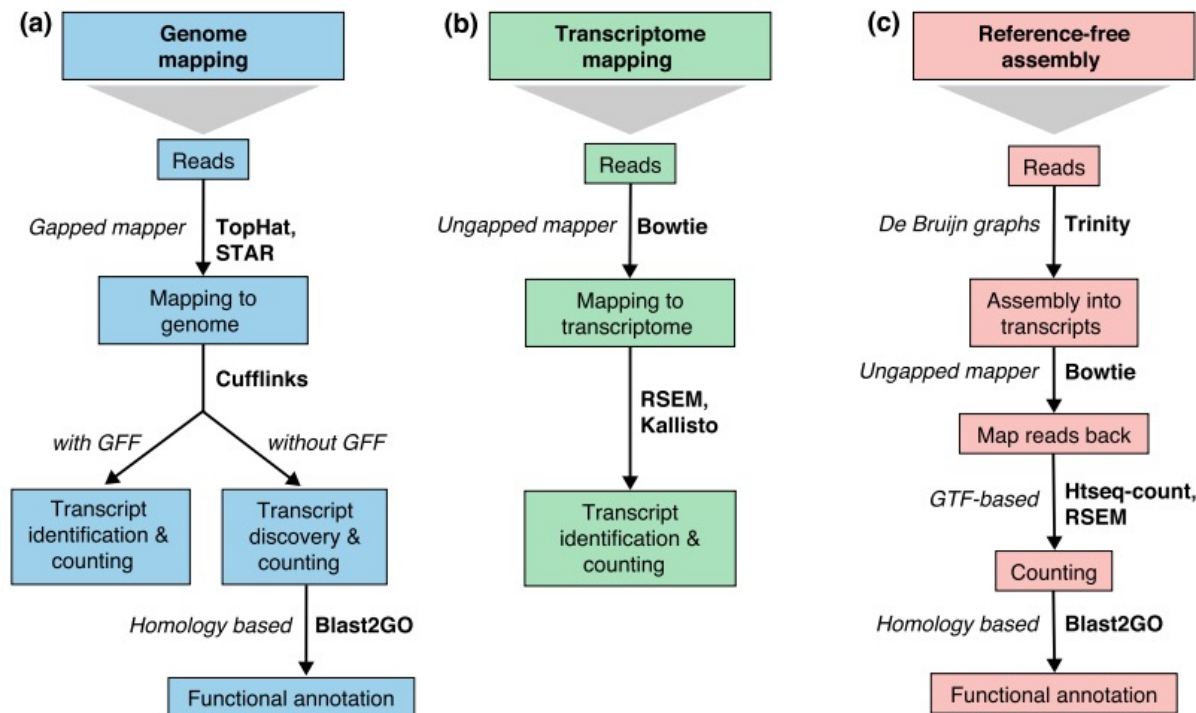 (a)
Genome
mapping
Reads
Gapped mapper
TopHat,
STAR
Mapping to
genome
Cufflinks
with GFF
without GFF
Transcript
identification &
counting
Transcript
discovery &
counting
Homology based
Blast2GO
Functional annotation
(b)
Transcriptome
mapping
Reads
Ungapped mapper
Bowtie
Mapping to
transcriptome
RSEM,
Kallisto
Transcript
identification &
counting
(c)
Reference-free
assembly
Reads
De Bruijn graphs
Trinity
Assembly into
transcripts
Ungapped mapper
Bowtie
Map reads back
GTF-based
Htseq-count,
RSEM
Counting
Homology based
Blast2GO
Functional annotation